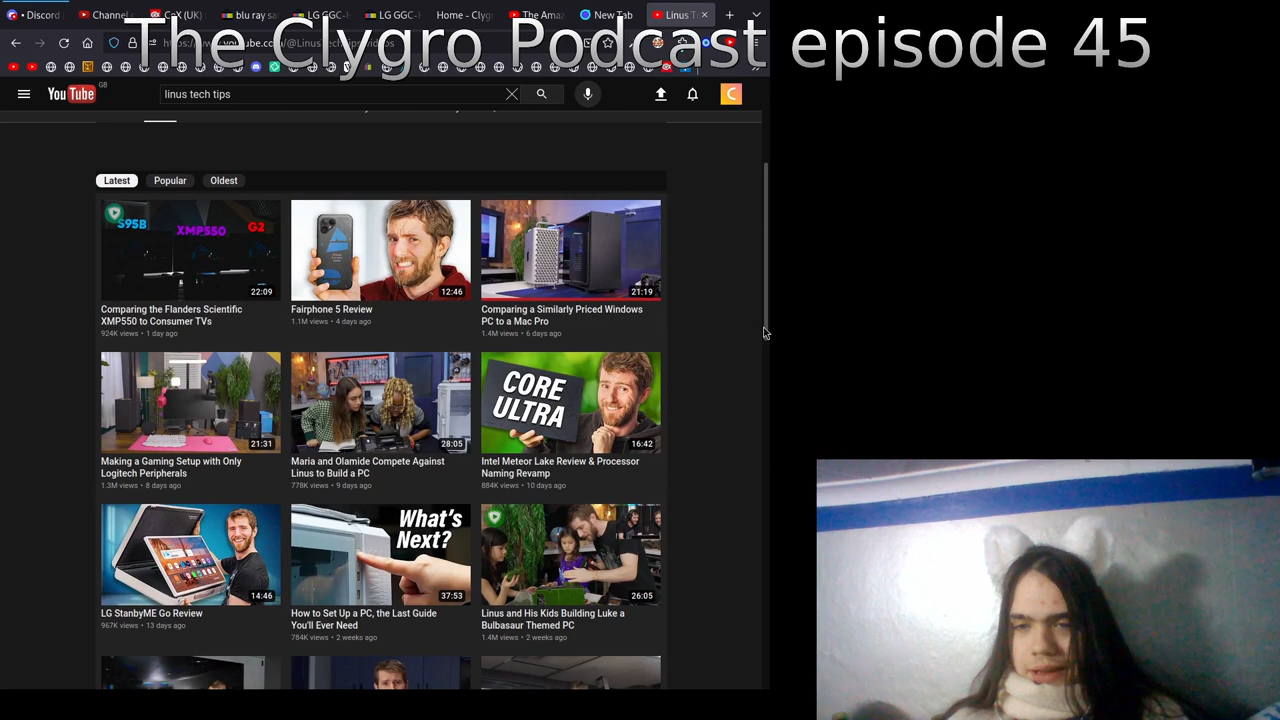 The Clygro Podcast episode 45
Discord
Channel
CeX (UK)
blu ray sa
LG GGC-
LG GGC-
Home - Clyg
The Ama
New Tab
Linus T
YouTube GB
linus tech tips
Latest
Popular
Oldest
S95B
XMP550
G2
22:09
12:46
21:19
Comparing the Flanders Scientific
XMP550 to Consumer TVs
924K views • 1 day ago
Fairphone 5 Review
1.1M views • 4 days ago
Comparing a Similarly Priced Windows
PC to a Mac Pro
1.4M views • 6 days ago
CORE
ULTRA
21:31
28:05
16:42
Making a Gaming Setup with Only
Logitech Peripherals
1.3M views • 8 days ago
Maria and Olamide Compete Against
Linus to Build a PC
778K views • 9 days ago
Intel Meteor Lake Review & Processor
Naming Revamp
884K views • 10 days ago
What's
Next?
14:46
37:53
26:05
LG StanbyME Go Review
967K views • 13 days ago
How to Set Up a PC, the Last Guide
You'll Ever Need
784K views • 2 weeks ago
Linus and His Kids Building Luke a
Bulbasaur Themed PC
1.4M views • 2 weeks ago